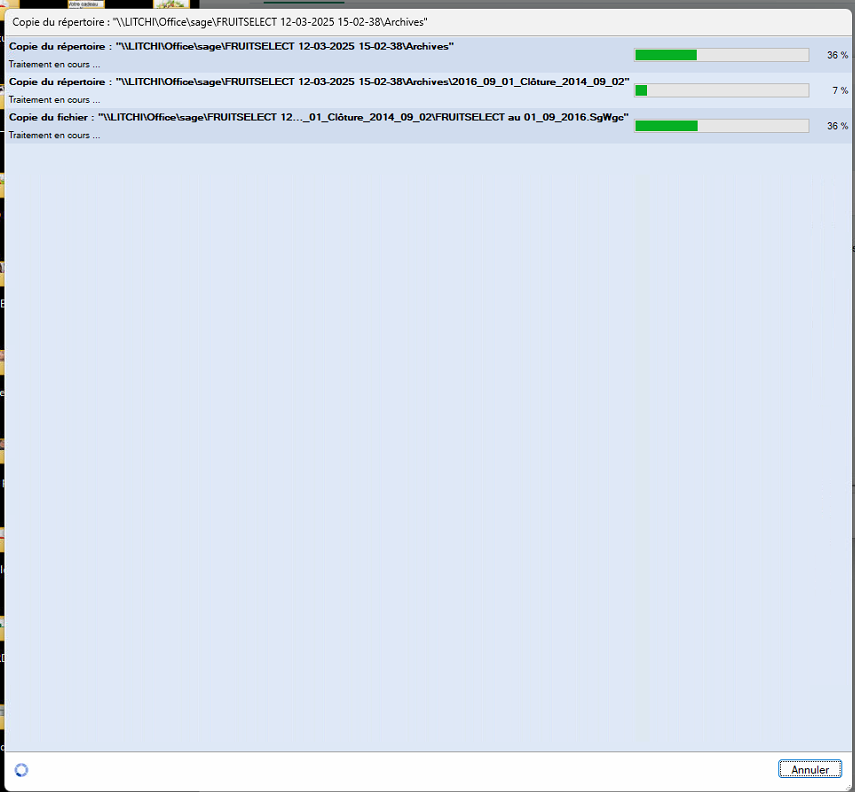 Copie du répertoire : "\\LITCHI\Office\sage\FRUITSELECT 12-03-2025 15-02-38\Archives"
Copie du répertoire : "\\LITCHI\Office\sage\FRUITSELECT 12-03-2025 15-02-38\Archives"
36 %
Traitement en cours ...
Copie du répertoire : "\\LITCHI\Office\sage\FRUITSELECT 12-03-2025 15-02-38\Archives\2016_09_01_Clôture_2014_09_02"
7 %
Traitement en cours ...
Copie du fichier : "\\LITCHI\Office\sage\FRUITSELECT 12..._01_Clôture_2014_09_02\FRUITSELECT au 01_09_2016.SgWgc"
36 %
Traitement en cours ...
Annuler